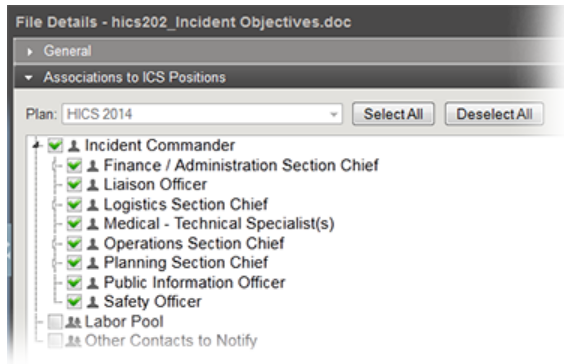 File Details - hics202_Incident Objectives.doc
General
Associations to ICS Positions
Plan: HICS 2014 Select All Deselect All
Incident Commander
Finance / Administration Section Chief
Liaison Officer
Logistics Section Chief
Medical - Technical Specialist(s)
Operations Section Chief
Planning Section Chief
Public Information Officer
Safety Officer
Labor Pool
Other Contacts to Notify